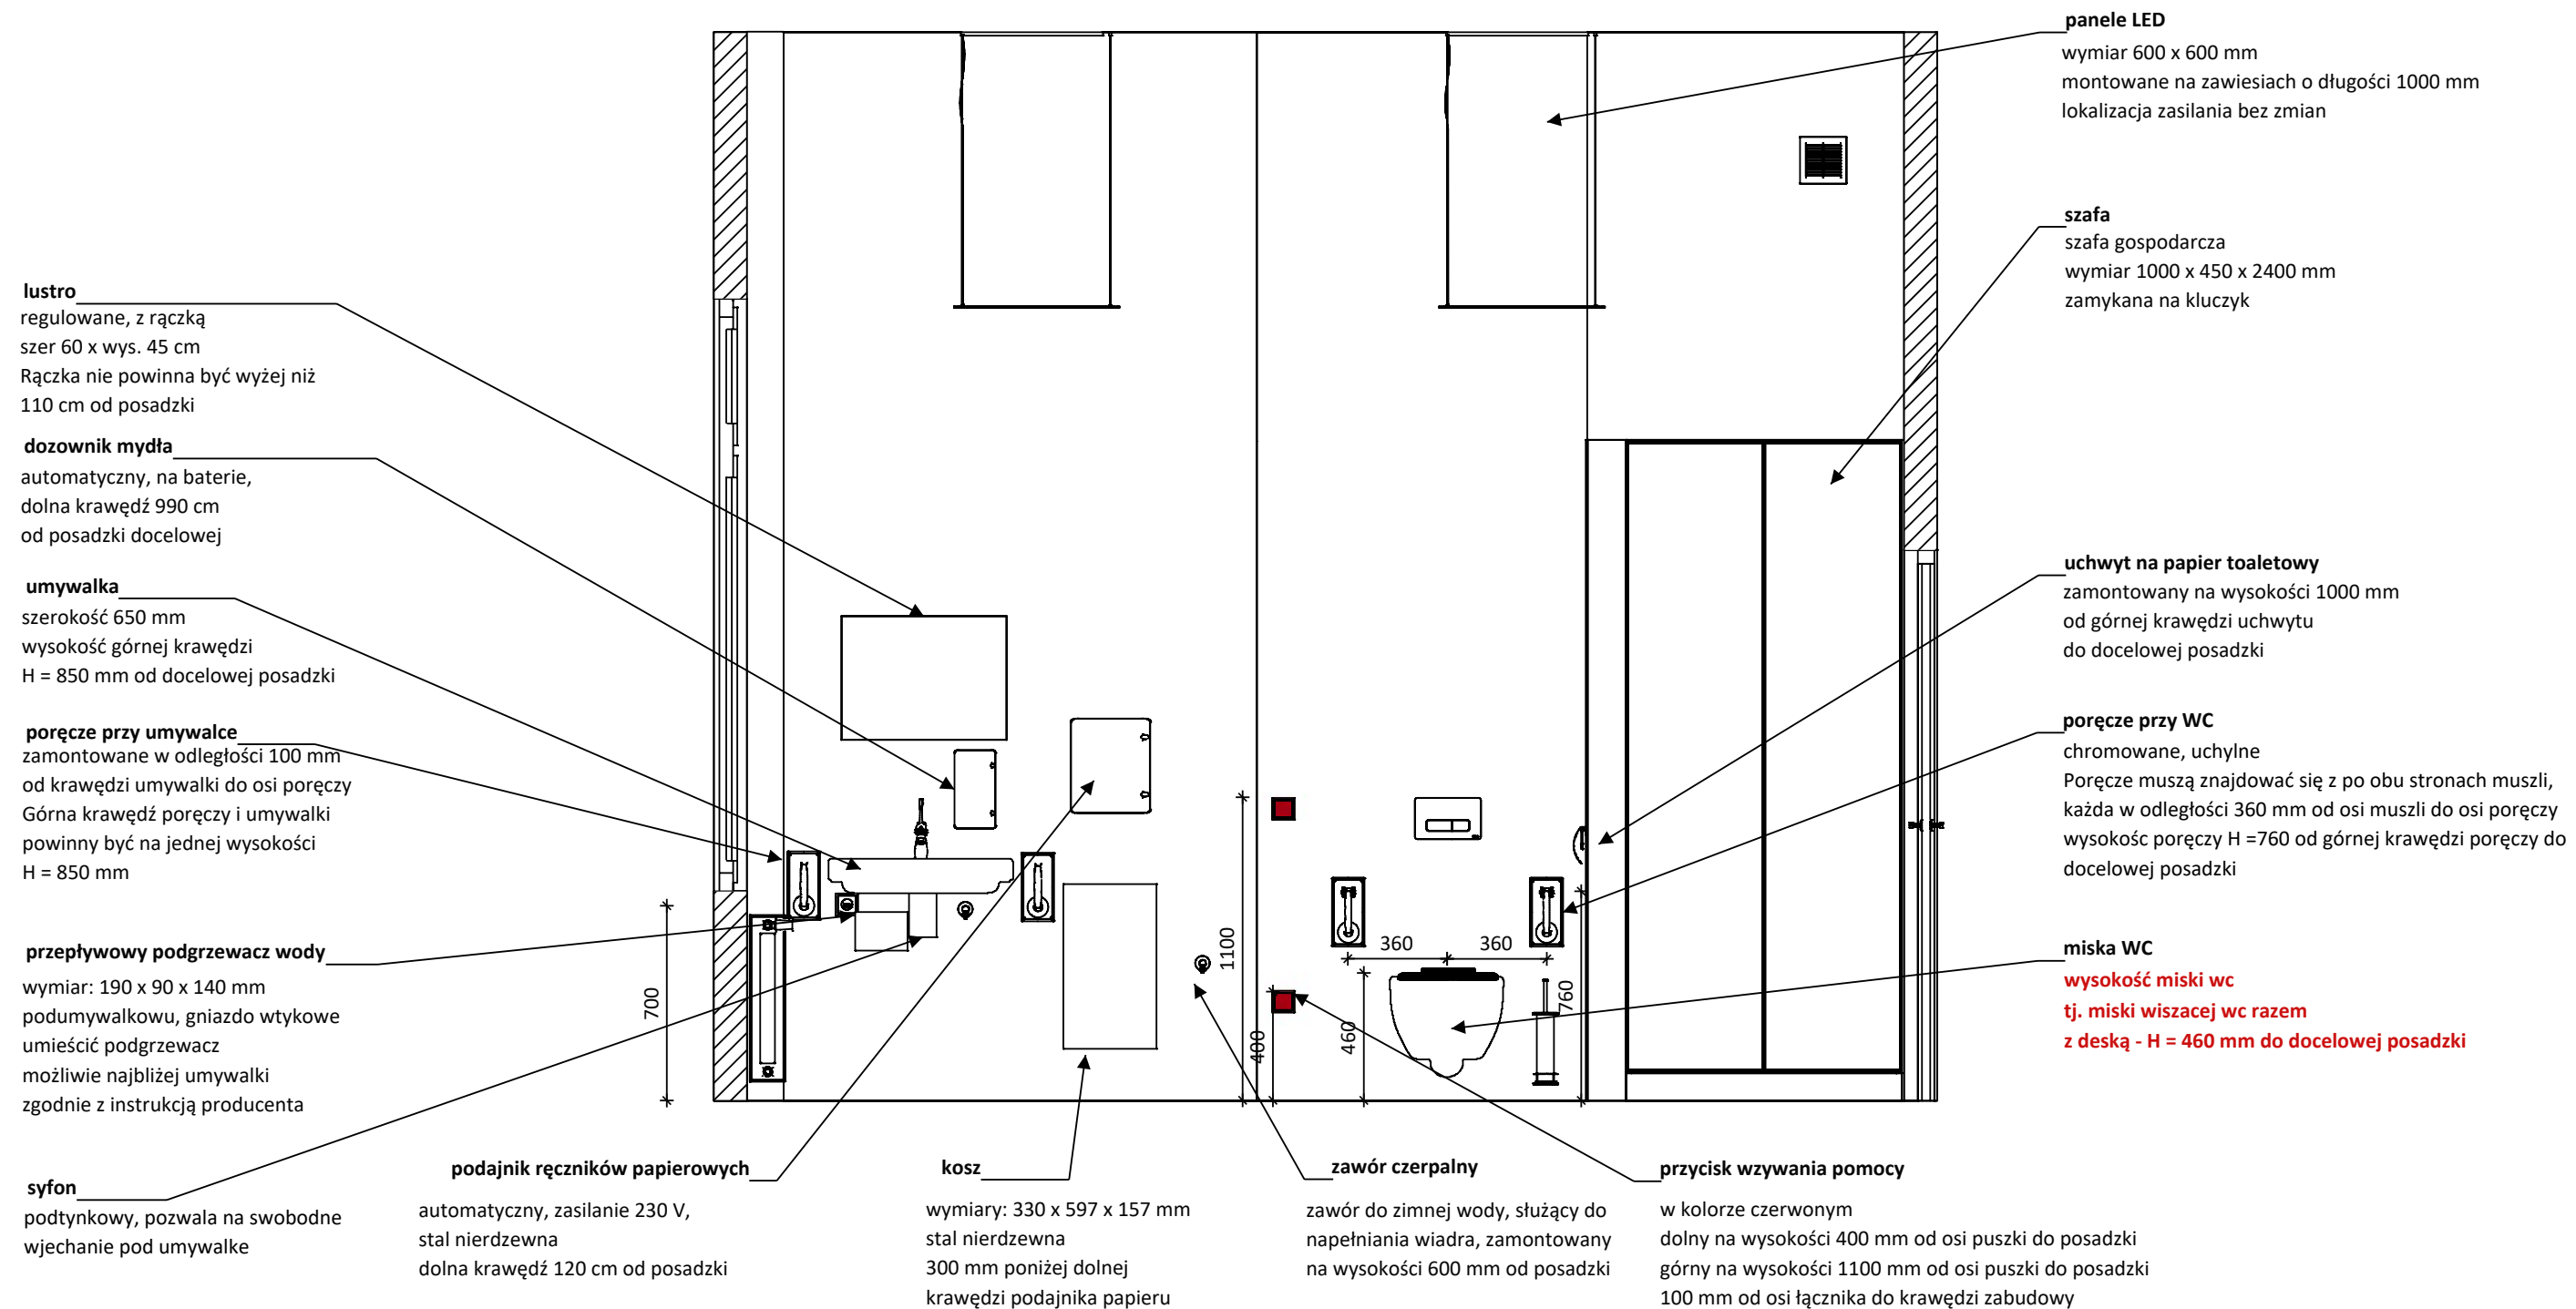 lustro
regulowane, z rączką
szer 60 x wys. 45 cm
Rączka nie powinna być wyżej niż
110 cm od posadzki
dozownik mydła
automatyczny, na baterie,
dolna krawędź 990 cm
od posadzki docelowej
umywalka
szerokość 650 mm
wysokość górnej krawędzi
H = 850 mm od docelowej posadzki
poręcze przy umywalce
zamontowane w odległości 100 mm
od krawędzi umywalki do osi poręczy
Górna krawędź poręczy i umywalki
powinny być na jednej wysokości
H = 850 mm
przepływowy podgrzewacz wody
wymiar: 190 x 90 x 140 mm
podumywalkowu, gniazdo wtykowe
umieścić podgrzewacz
możliwie najbliżej umywalki
zgodnie z instrukcją producenta
syfon
podtynkowy, pozwala na swobodne
wjechanie pod umywalke
podajnik ręczników papierowych
automatyczny, zasilanie 230 V,
stal nierdzewna
dolna krawędź 120 cm od posadzki
kosz
wymiary: 330 x 597 x 157 mm
stal nierdzewna
300 mm poniżej dolnej
krawędzi podajnika papieru
zawór czerpalny
zawór do zimnej wody, służący do
napełniania wiadra, zamontowany
na wysokości 600 mm od posadzki
przycisk wzywania pomocy
w kolorze czerwonym
dolny na wysokości 400 mm od osi puszki do posadzki
górny na wysokości 1100 mm od osi puszki do posadzki
100 mm od osi łącznika do krawędzi zabudowy
panele LED
wymiar 600 x 600 mm
montowane na zawiesiach o długości 1000 mm
lokalizacja zasilania bez zmian
szafa
szafa gospodarcza
wymiar 1000 x 450 x 2400 mm
zamykana na kluczyk
uchwyt na papier toaletowy
zamontowany na wysokości 1000 mm
od górnej krawędzi uchwytu
do docelowej posadzki
poręcze przy WC
chromowane, uchylne
Poręcze muszą znajdować się z po obu stronach muszli,
każda w odległości 360 mm od osi muszli do osi poręczy
wysokośc poręczy H =760 od górnej krawędzi poręczy do
docelowej posadzki
miska WC
wysokość miski wc
tj. miski wiszacej wc razem
z deską - H = 460 mm do docelowej posadzki
700
1100
400
460
360
360
760